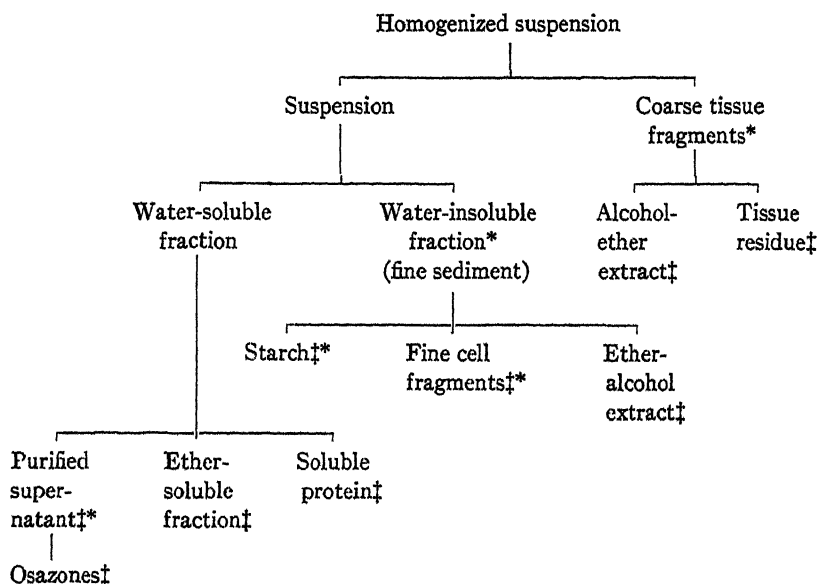 Homogenized suspension
Suspension
Coarse tissue
fragments*
Water-soluble
fraction
Water-insoluble
fraction*
(fine sediment)
Alcohol-
ether
extract‡
Tissue
residue‡
Starch‡*
Fine cell
fragments‡*
Ether-
alcohol
extract‡
Purified
super-
natant‡*
Ether-
soluble
fraction‡
Soluble
protein‡
Osazones‡